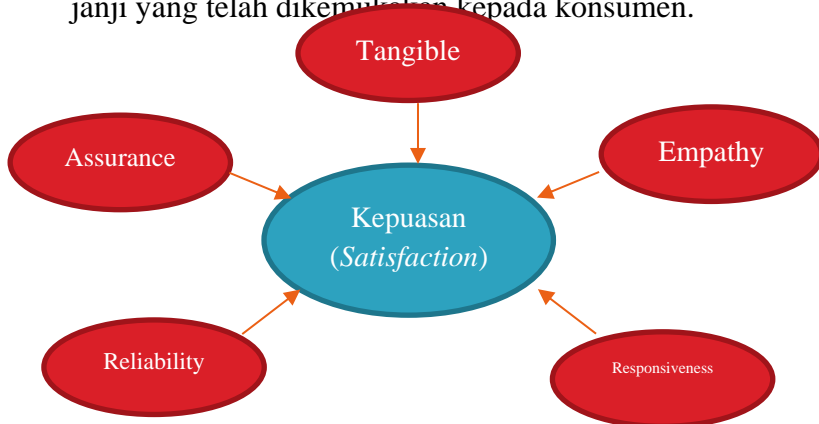 janji yang telah dikemukakan kepada konsumen.
Tangible
Assurance
Empathy
Kepuasan
(Satisfaction)
Reliability
Responsiveness